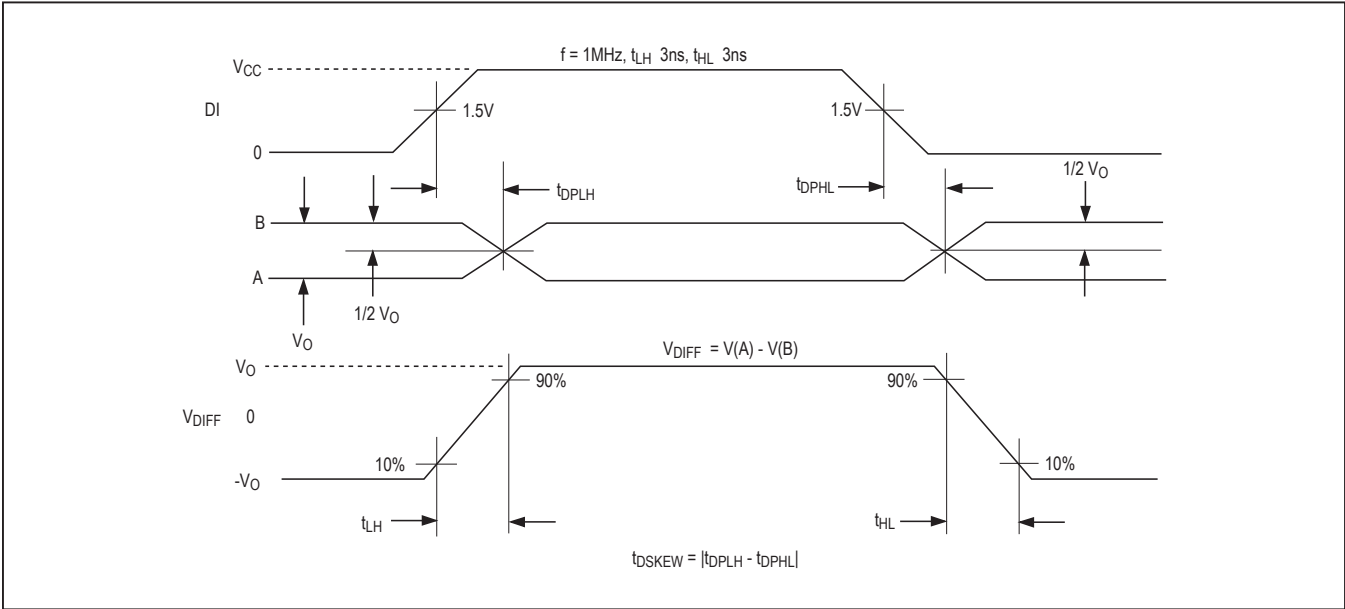 f = 1MHz, tLH 3ns, tHL 3ns
VCC
DI
1.5V
1.5V
0
tDPLH
tDPHL
1/2 VO
B
A
1/2 VO
VO
VDIFF = V(A) - V(B)
VO
90%
90%
VDIFF 0
10%
10%
-VO
tLH
tHL
tDSKEW = |tDPLH - tDPHL|